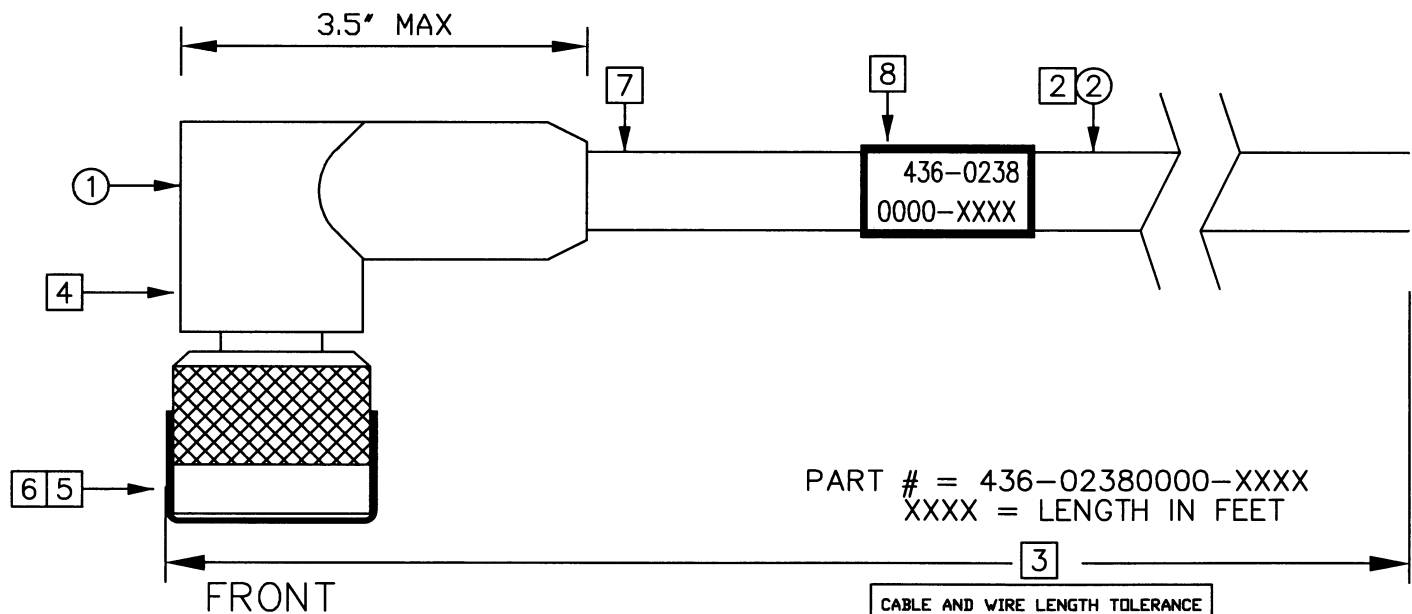 3.5" MAX
7
8
2 2
436-0238
0000-XXXX
1
4
6 5
PART # = 436-02380000-XXXX
XXXX = LENGTH IN FEET
3
FRONT
CABLE AND WIRE LENGTH TOLERANCE